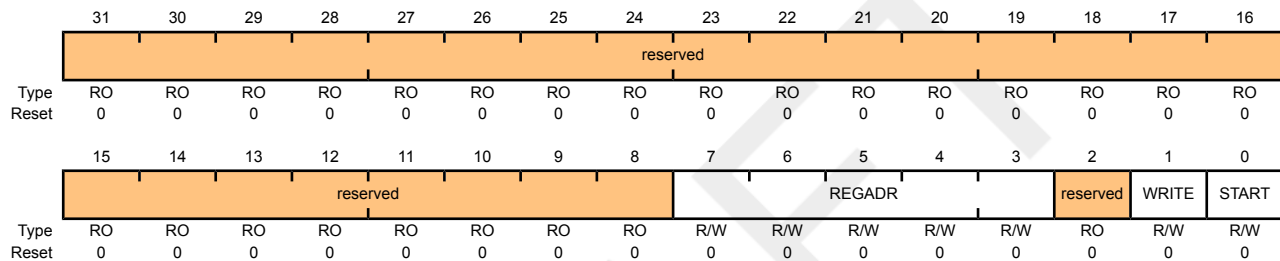 31 30 29 28 27 26 25 24 23 22 21 20 19 18 17 16
reserved
Type RO RO RO RO RO RO RO RO RO RO RO RO RO RO RO RO
Reset 0 0 0 0 0 0 0 0 0 0 0 0 0 0 0 0
15 14 13 12 11 10 9 8 7 6 5 4 3 2 1 0
reserved REGADR reserved WRITE START
Type RO RO RO RO RO RO RO RO R/W R/W R/W R/W R/W RO R/W R/W
Reset 0 0 0 0 0 0 0 0 0 0 0 0 0 0 0 0